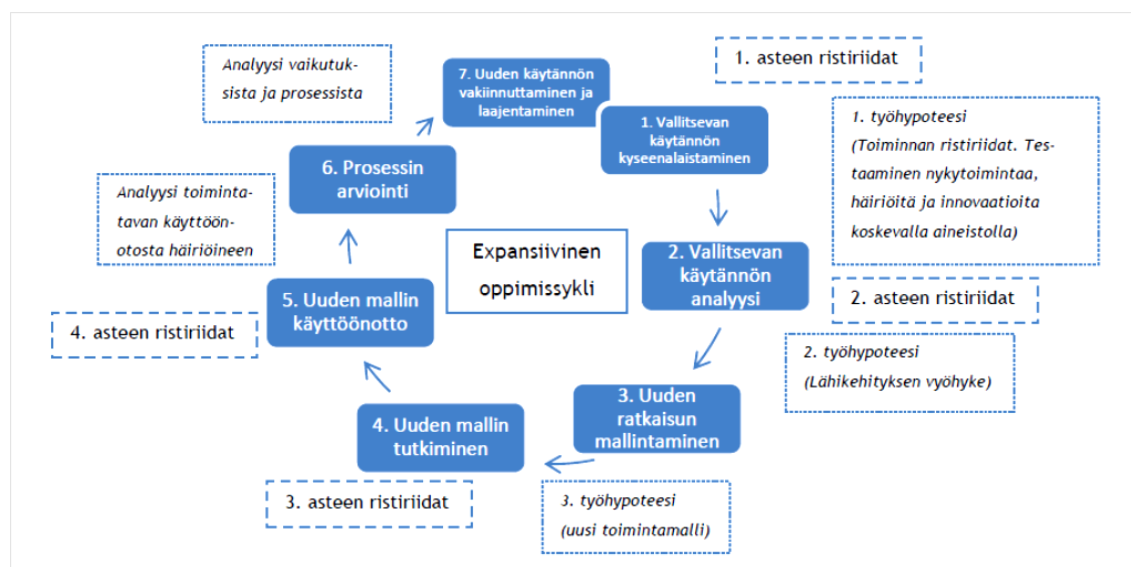 Analyysi vaikutuk-
sista ja prosessista
7. Uuden käytännön
vakiinnuttaminen ja
laajentaminen
1. asteen ristiriidat
1. Vallitsevan
käytännön
kyseenalaistaminen
1. työhypoteesi
(Toiminnan ristiriidat. Tes-
taaminen nykytoimintaa,
häiriöitä ja innovaatioita
koskevalla aineistolla)
6. Prosessin
arviointi
Analyysi toiminta-
tavan käyttöön-
otosta häiriöineen
Expansiivinen
oppimissykli
2. Vallitsevan
käytännön
analyysi
2. asteen ristiriidat
5. Uuden mallin
käyttöönotto
4. asteen ristiriidat
2. työhypoteesi
(Lähikehityksen vyöhyke)
3. Uuden
ratkaisun
mallintaminen
4. Uuden mallin
tutkiminen
3. asteen ristiriidat
3. työhypoteesi
(uusi toimintamalli)